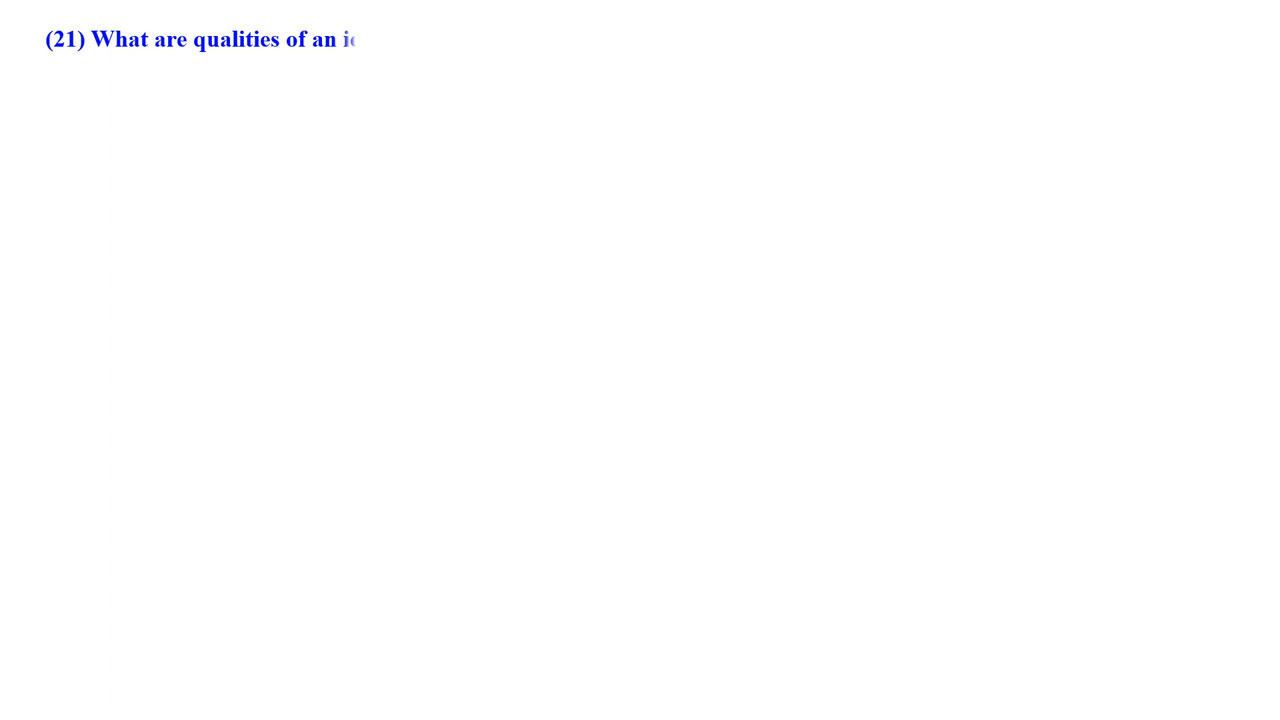 (21) What are qualities of an